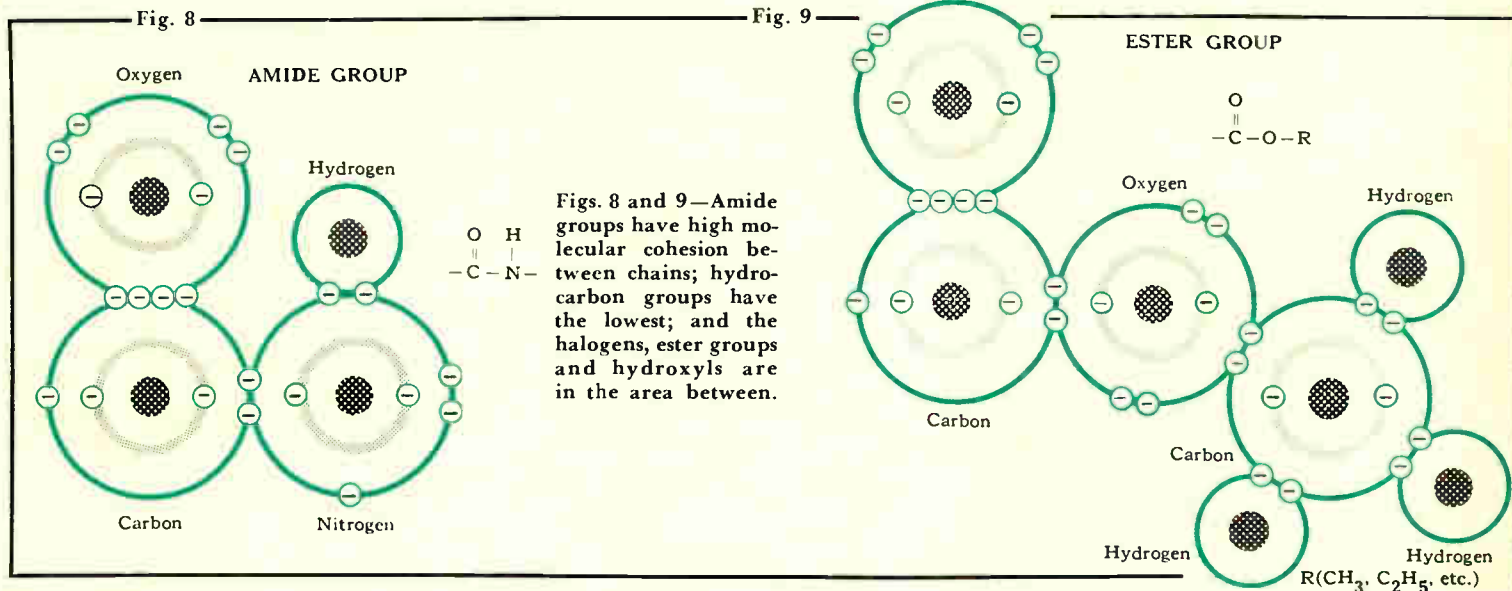 Fig. 8
AMIDE GROUP
Oxygen
Hydrogen
Carbon
Nitrogen
O H
‖ |
–C–N–
Figs. 8 and 9—Amide
groups have high mo-
lecular cohesion be-
tween chains; hydro-
carbon groups have
the lowest; and the
halogens, ester groups
and hydroxyls are
in the area between.
Fig. 9
ESTER GROUP
O
‖
–C–O–R
Oxygen
Hydrogen
Carbon
Carbon
Hydrogen
Hydrogen
R(CH₃, C₂H₅, etc.)